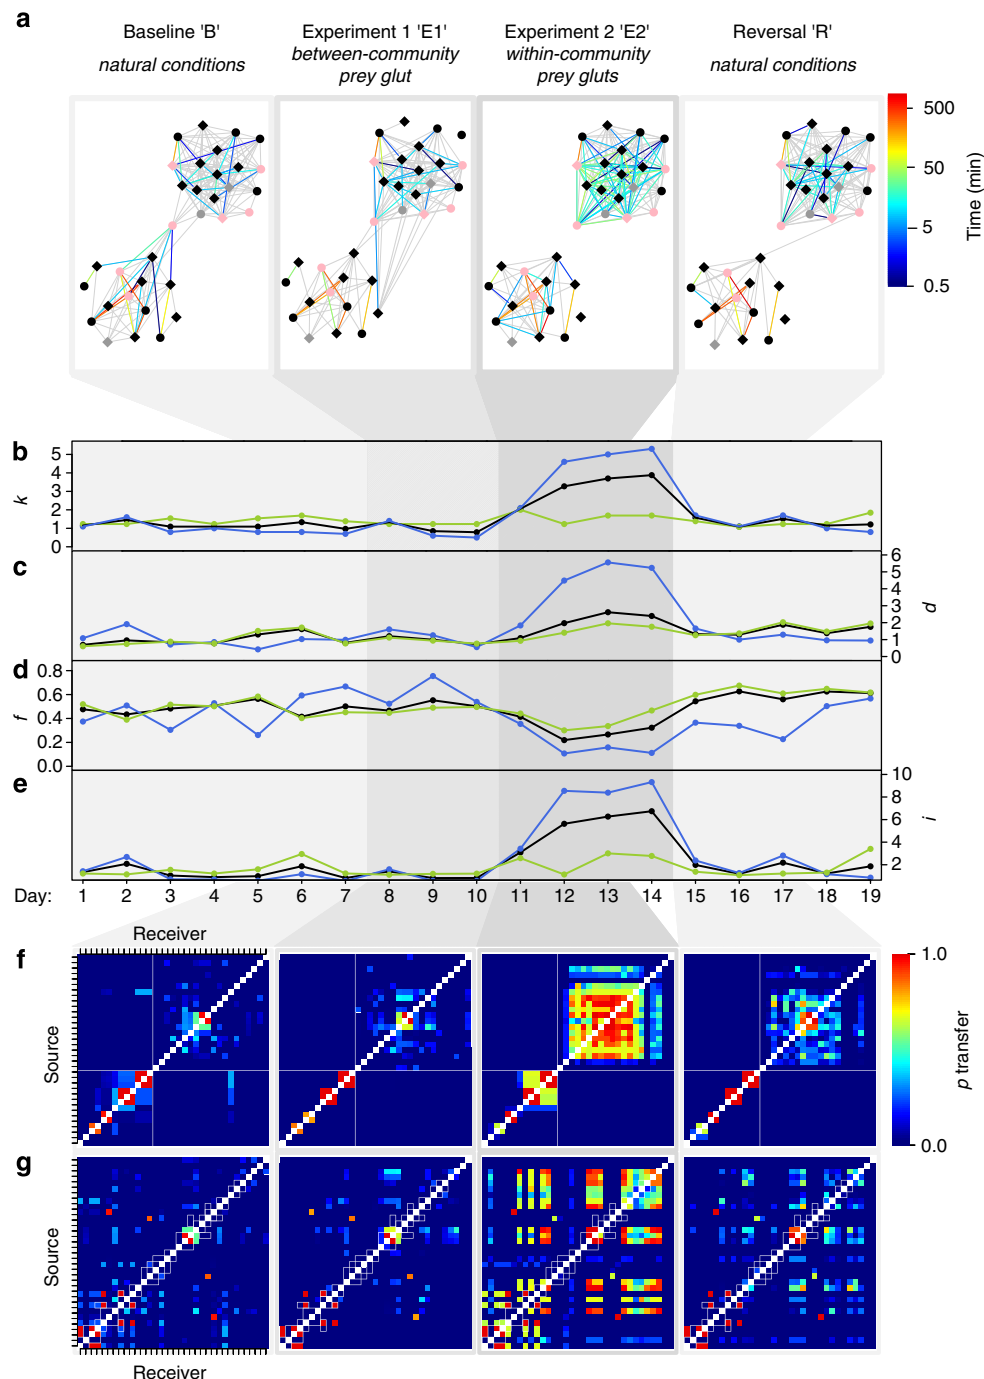 a
Baseline 'B'
natural conditions
Experiment 1 'E1'
between-community
prey glut
Experiment 2 'E2'
within-community
prey gluts
Reversal 'R'
natural conditions
500
50
5
0.5
Time (min)
b
k
5
4
3
2
1
0
c
d
6
5
4
3
2
1
0
d
f
0.8
0.6
0.4
0.2
0.0
e
i
10
8
6
4
2
Day: 1 2 3 4 5 6 7 8 9 10 11 12 13 14 15 16 17 18 19
Receiver
f
Source
1.0
0.0
p transfer
g
Source
Receiver